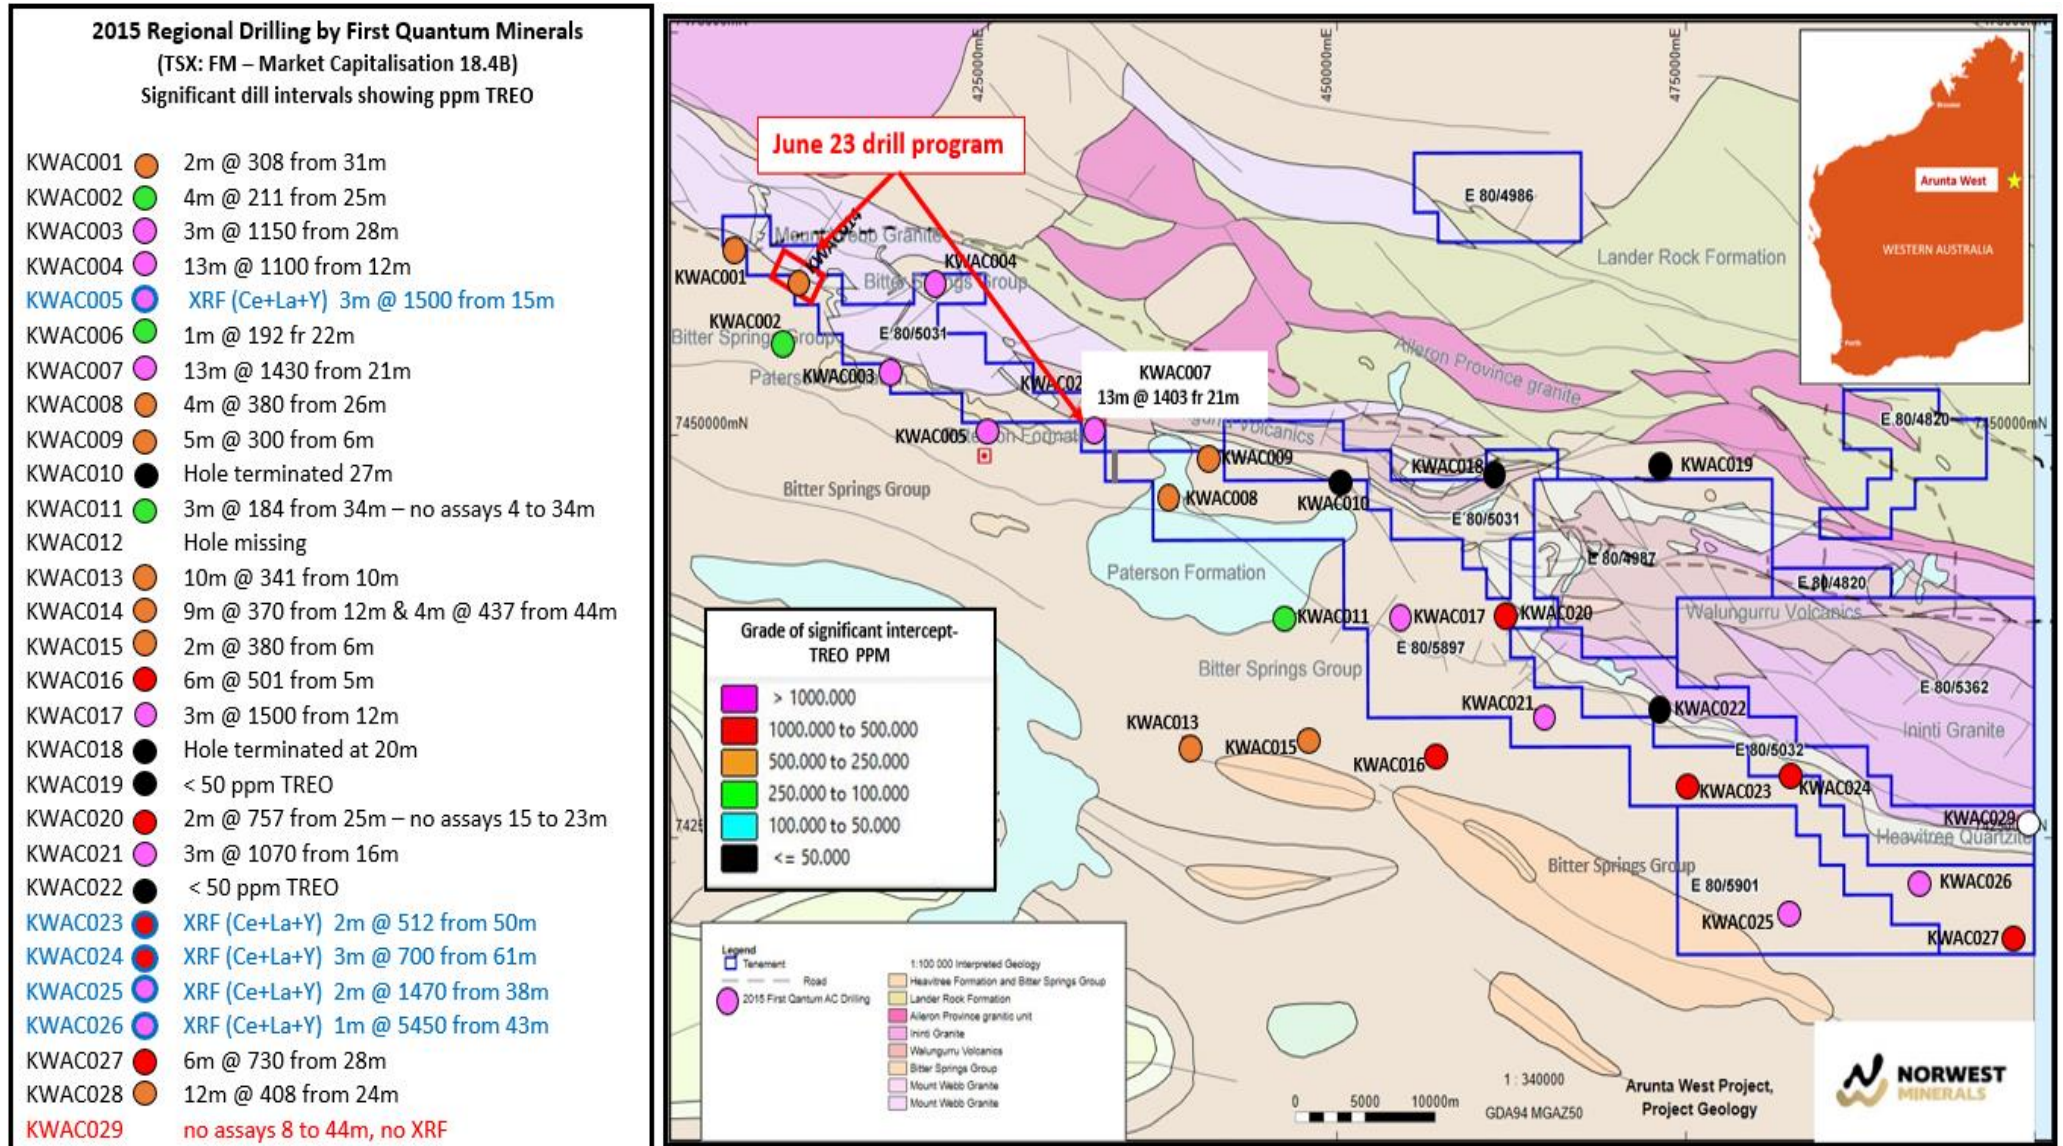 2015 Regional Drilling by First Quantum Minerals
(TSX: FM – Market Capitalisation 18.4B)
Significant dill intervals showing ppm TREO
KWAC001 2m @ 308 from 31m
KWAC002 4m @ 211 from 25m
KWAC003 3m @ 1150 from 28m
KWAC004 13m @ 1100 from 12m
KWAC005 XRF (Ce+La+Y) 3m @ 1500 from 15m
KWAC006 1m @ 192 fr 22m
KWAC007 13m @ 1430 from 21m
KWAC008 4m @ 380 from 26m
KWAC009 5m @ 300 from 6m
KWAC010 Hole terminated 27m
KWAC011 3m @ 184 from 34m – no assays 4 to 34m
KWAC012 Hole missing
KWAC013 10m @ 341 from 10m
KWAC014 9m @ 370 from 12m & 4m @ 437 from 44m
KWAC015 2m @ 380 from 6m
KWAC016 6m @ 501 from 5m
KWAC017 3m @ 1500 from 12m
KWAC018 Hole terminated at 20m
KWAC019 < 50 ppm TREO
KWAC020 2m @ 757 from 25m – no assays 15 to 23m
KWAC021 3m @ 1070 from 16m
KWAC022 < 50 ppm TREO
KWAC023 XRF (Ce+La+Y) 2m @ 512 from 50m
KWAC024 XRF (Ce+La+Y) 3m @ 700 from 61m
KWAC025 XRF (Ce+La+Y) 2m @ 1470 from 38m
KWAC026 XRF (Ce+La+Y) 1m @ 5450 from 43m
KWAC027 6m @ 730 from 28m
KWAC028 12m @ 408 from 24m
KWAC029 no assays 8 to 44m, no XRF
425000mE
450000mE
475000mE
June 23 drill program
E 80/4986
Lander Rock Formation
Broome
Arunta West
WESTERN AUSTRALIA
Perth
Mount Webb Granite
KWAC014
KWAC001
KWAC004
Bitter Springs Group
KWAC002
Bitter Springs Group
E 80/5031
KWAC003
KWAC02
KWAC007
13m @ 1403 fr 21m
Aileron Province granite
E 80/4820
7450000mN
7450000mN
KWAC005
Volcanics
KWAC009
KWAC018
KWAC019
Bitter Springs Group
KWAC008
KWAC010
E 80/5031
E 80/4987
Paterson Formation
E 80/4820
KWAC011
KWAC017
KWAC020
Walungurru Volcanics
E 80/5897
Bitter Springs Group
E 80/5362
KWAC021
KWAC022
Ininti Granite
KWAC013
KWAC015
KWAC016
E 80/5032
KWAC023
KWAC024
KWAC029
Heavitree Quartzite
Bitter Springs Group
E 80/5901
KWAC026
KWAC025
KWAC027
Grade of significant intercept-
TREO PPM
> 1000.000
1000.000 to 500.000
500.000 to 250.000
250.000 to 100.000
100.000 to 50.000
<= 50.000
Legend
Tenement
Road
2015 First Qantum AC Drilling
1:100 000 Interpreted Geology
Heavitree Formation and Bitter Springs Group
Lander Rock Formation
Aileron Province granitic unit
Ininti Granite
Walungurru Volcanics
Bitter Springs Group
Mount Webb Granite
Mount Webb Granite
0 5000 10000m
1 : 340000
GDA94 MGAZ50
Arunta West Project,
Project Geology
NORWEST
MINERALS